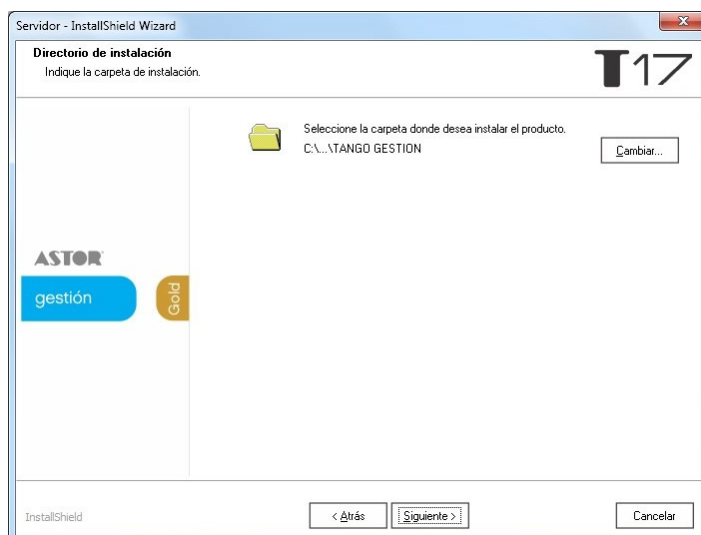 Servidor - InstallShield Wizard
Directorio de instalación
Indique la carpeta de instalación.
T17
Seleccione la carpeta donde desea instalar el producto.
C:\...\TANGO GESTION
Cambiar...
ASTOR
gestión
Gold
InstallShield
< Atrás
Siguiente >
Cancelar